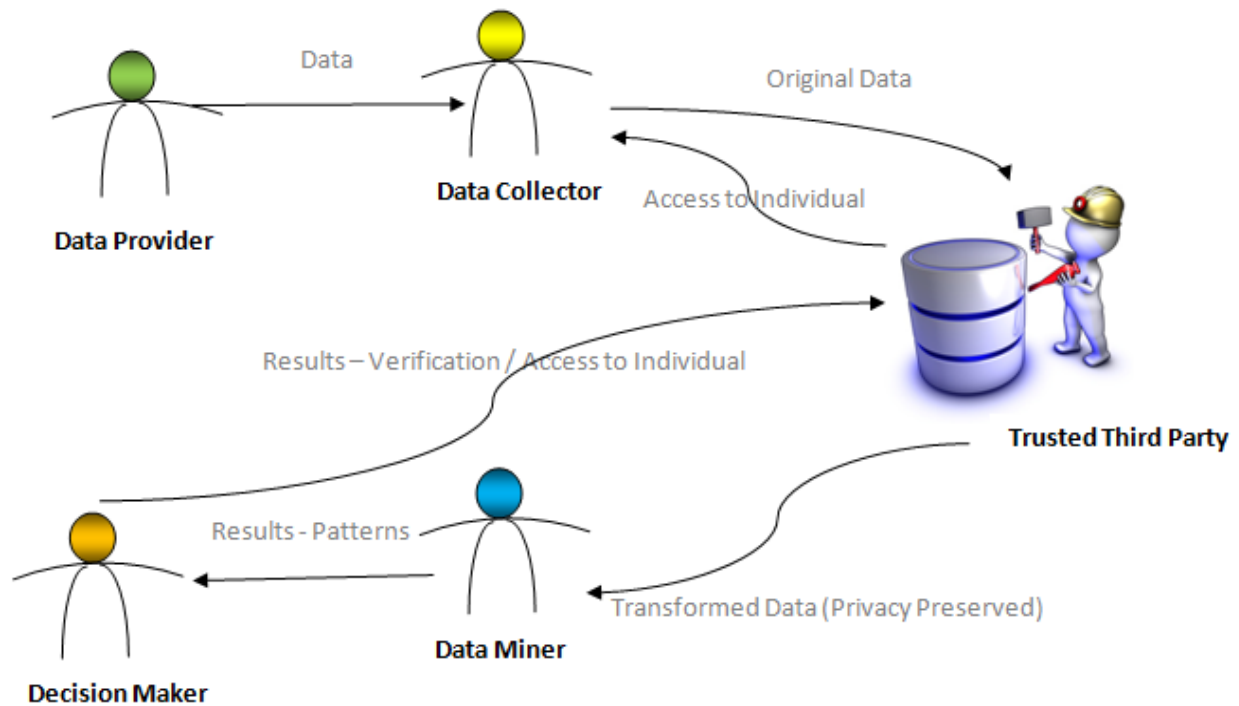 Data
Original Data
Data Collector
Access to Individual
Data Provider
Results – Verification / Access to Individual
Trusted Third Party
Results - Patterns
Transformed Data (Privacy Preserved)
Data Miner
Decision Maker